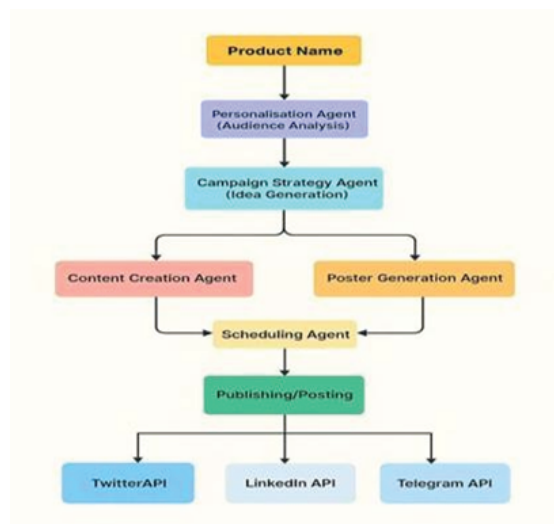 Product Name
Personalisation Agent
(Audience Analysis)
Campaign Strategy Agent
(Idea Generation)
Content Creation Agent
Poster Generation Agent
Scheduling Agent
Publishing/Posting
TwitterAPI
LinkedIn API
Telegram API